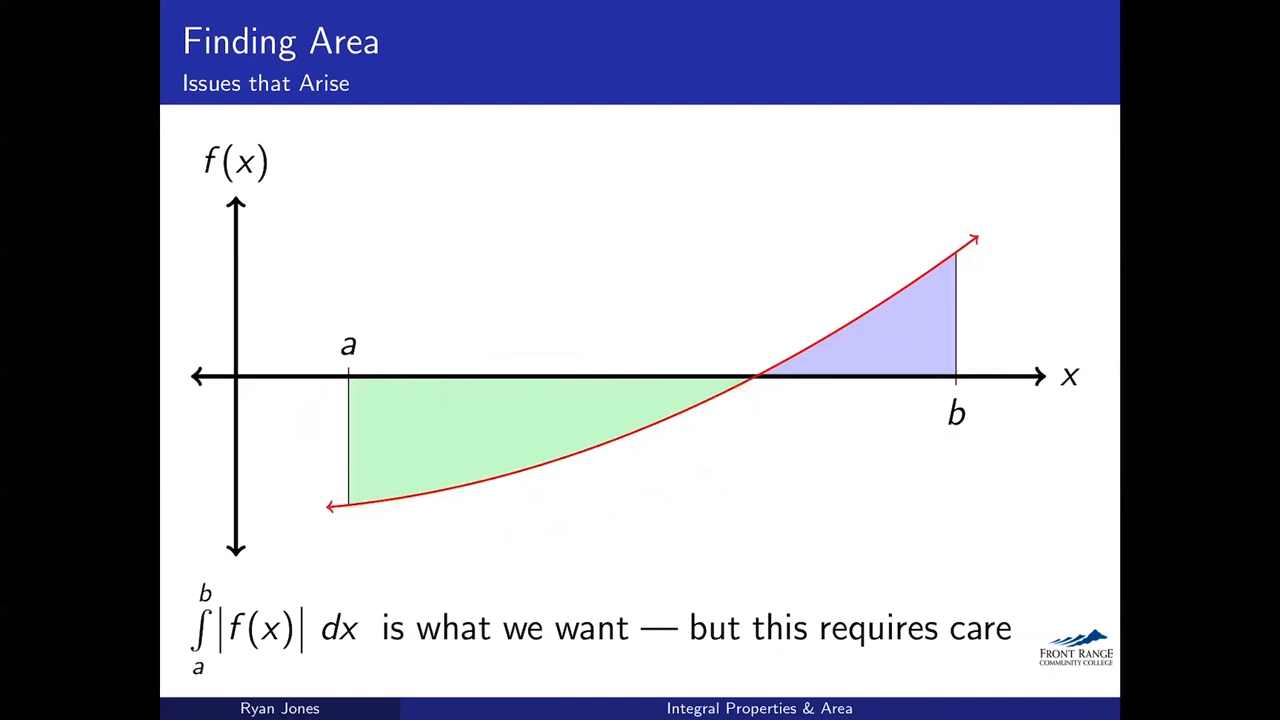 Finding Area
Issues that Arise
f(x)
a
x
b
∫_a^b |f(x)| dx is what we want — but this requires care
FRONT RANGE
COMMUNITY COLLEGE
Ryan Jones
Integral Properties & Area